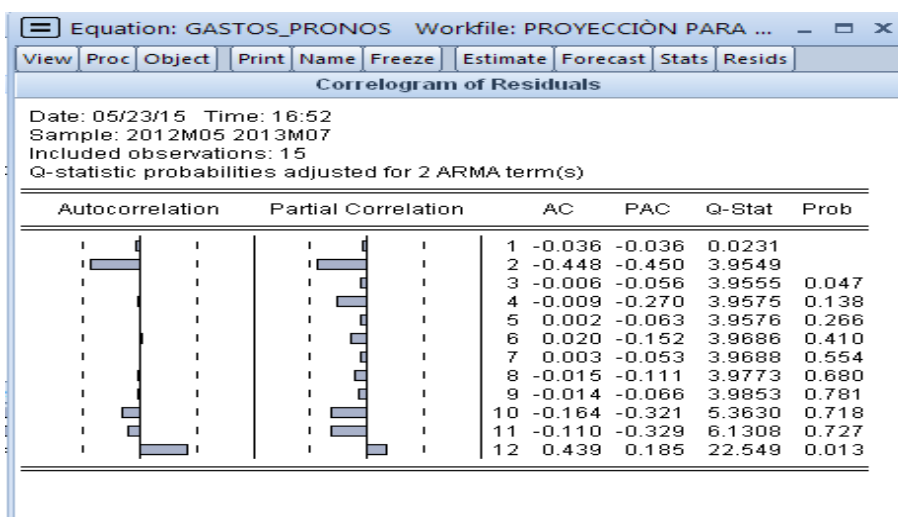 Equation: GASTOS_PRONOS Workfile: PROYECCIÒN PARA ...
View Proc Object Print Name Freeze Estimate Forecast Stats Resids
Correlogram of Residuals
Date: 05/23/15 Time: 16:52
Sample: 2012M05 2013M07
Included observations: 15
Q-statistic probabilities adjusted for 2 ARMA term(s)
Autocorrelation Partial Correlation AC PAC Q-Stat Prob
1 -0.036 -0.036 0.0231
2 -0.448 -0.450 3.9549
3 -0.006 -0.056 3.9555 0.047
4 -0.009 -0.270 3.9575 0.138
5 0.002 -0.063 3.9576 0.266
6 0.020 -0.152 3.9686 0.410
7 0.003 -0.053 3.9688 0.554
8 -0.015 -0.111 3.9773 0.680
9 -0.014 -0.066 3.9853 0.781
10 -0.164 -0.321 5.3630 0.718
11 -0.110 -0.329 6.1308 0.727
12 0.439 0.185 22.549 0.013